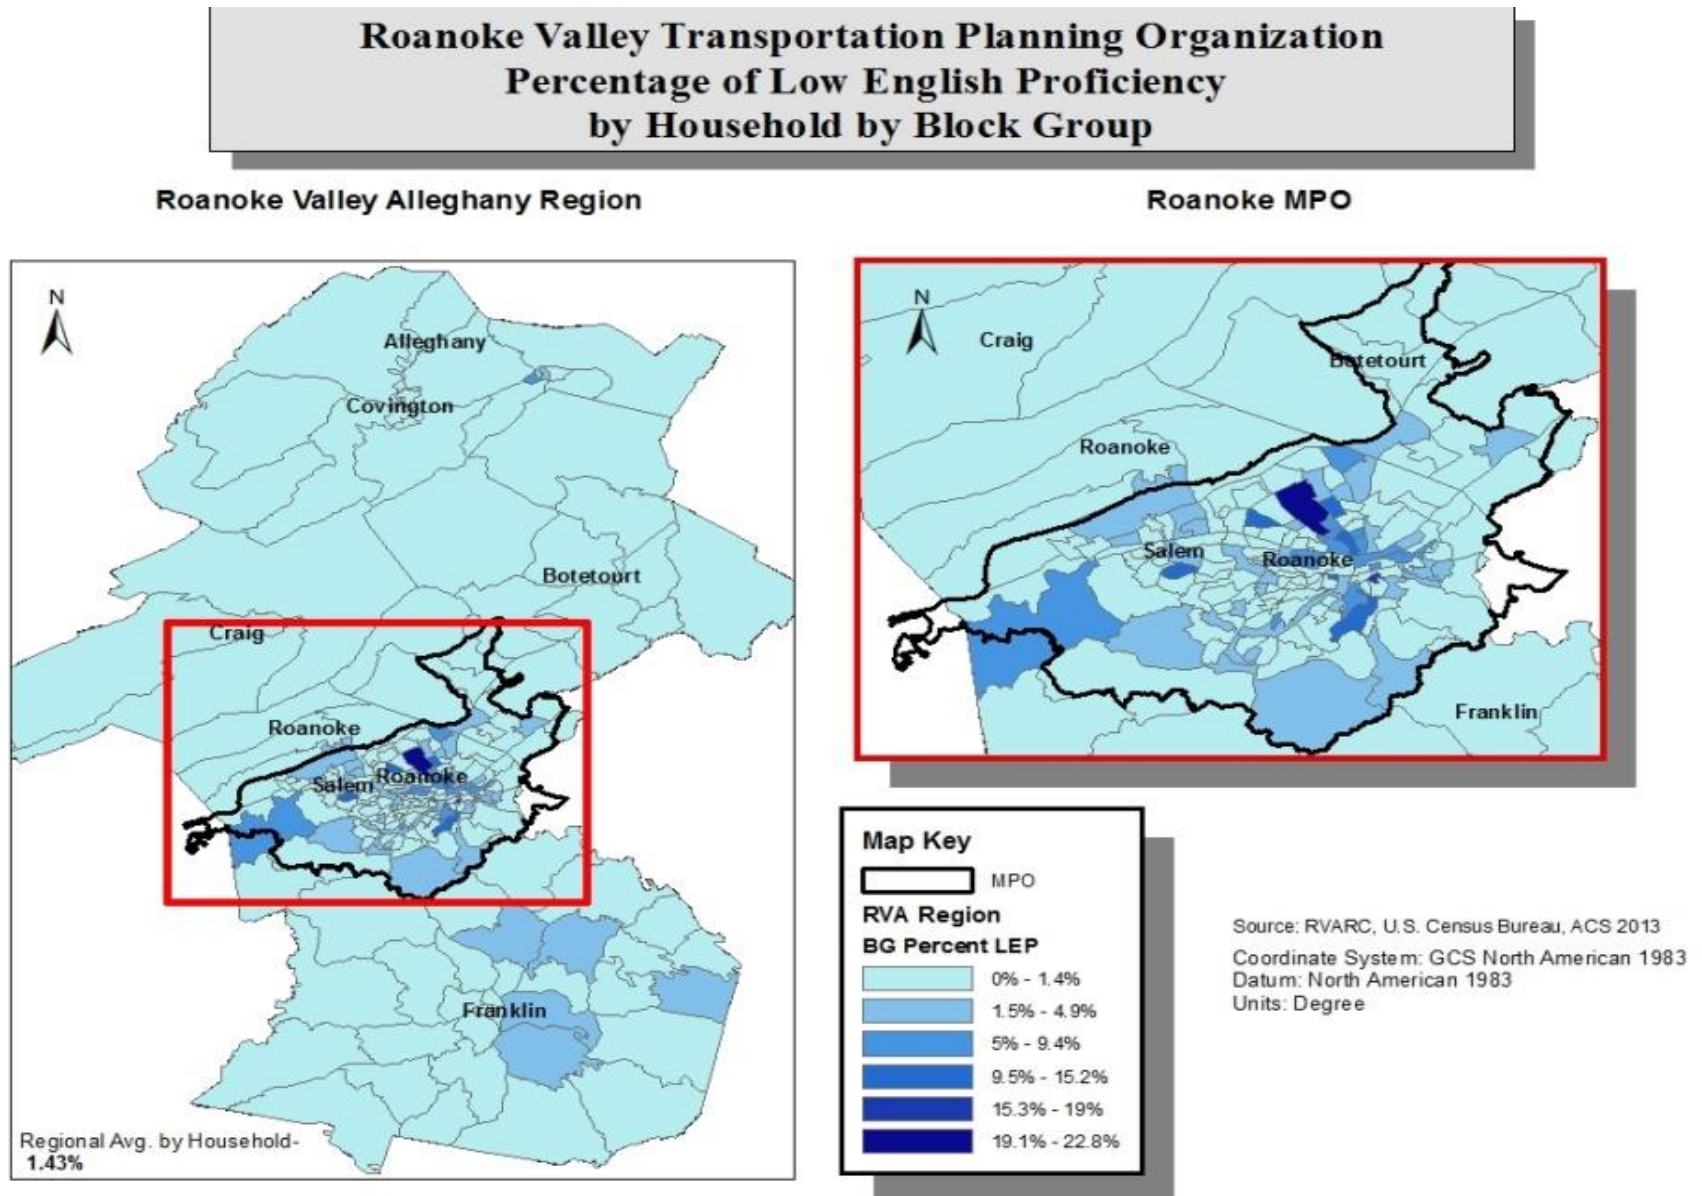 Roanoke Valley Transportation Planning Organization
Percentage of Low English Proficiency
by Household by Block Group
Roanoke Valley Alleghany Region
N
Alleghany
Covington
Botetourt
Craig
Roanoke
Salem
Roanoke
Franklin
Regional Avg. by Household-
1.43%
Roanoke MPO
N
Craig
Botetourt
Roanoke
Salem
Roanoke
Franklin
Map Key
MPO
RVA Region
BG Percent LEP
0% - 1.4%
1.5% - 4.9%
5% - 9.4%
9.5% - 15.2%
15.3% - 19%
19.1% - 22.8%
Source: RVARC, U.S. Census Bureau, ACS 2013
Coordinate System: GCS North American 1983
Datum: North American 1983
Units: Degree